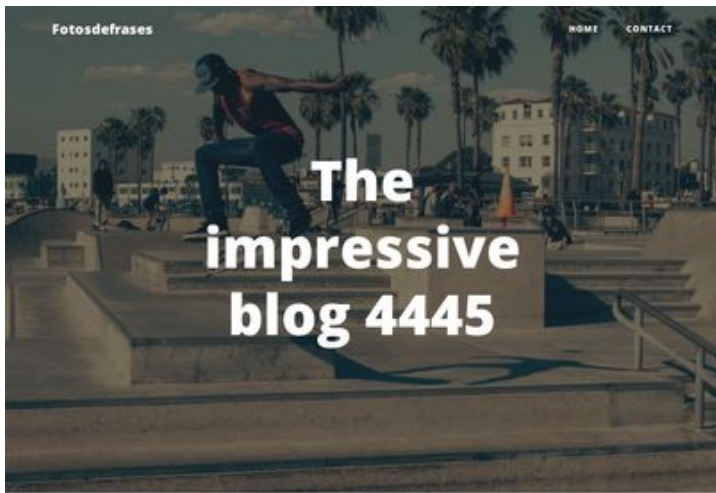 Fotosdefrases
HOME CONTACT
The
impressive
blog 4445